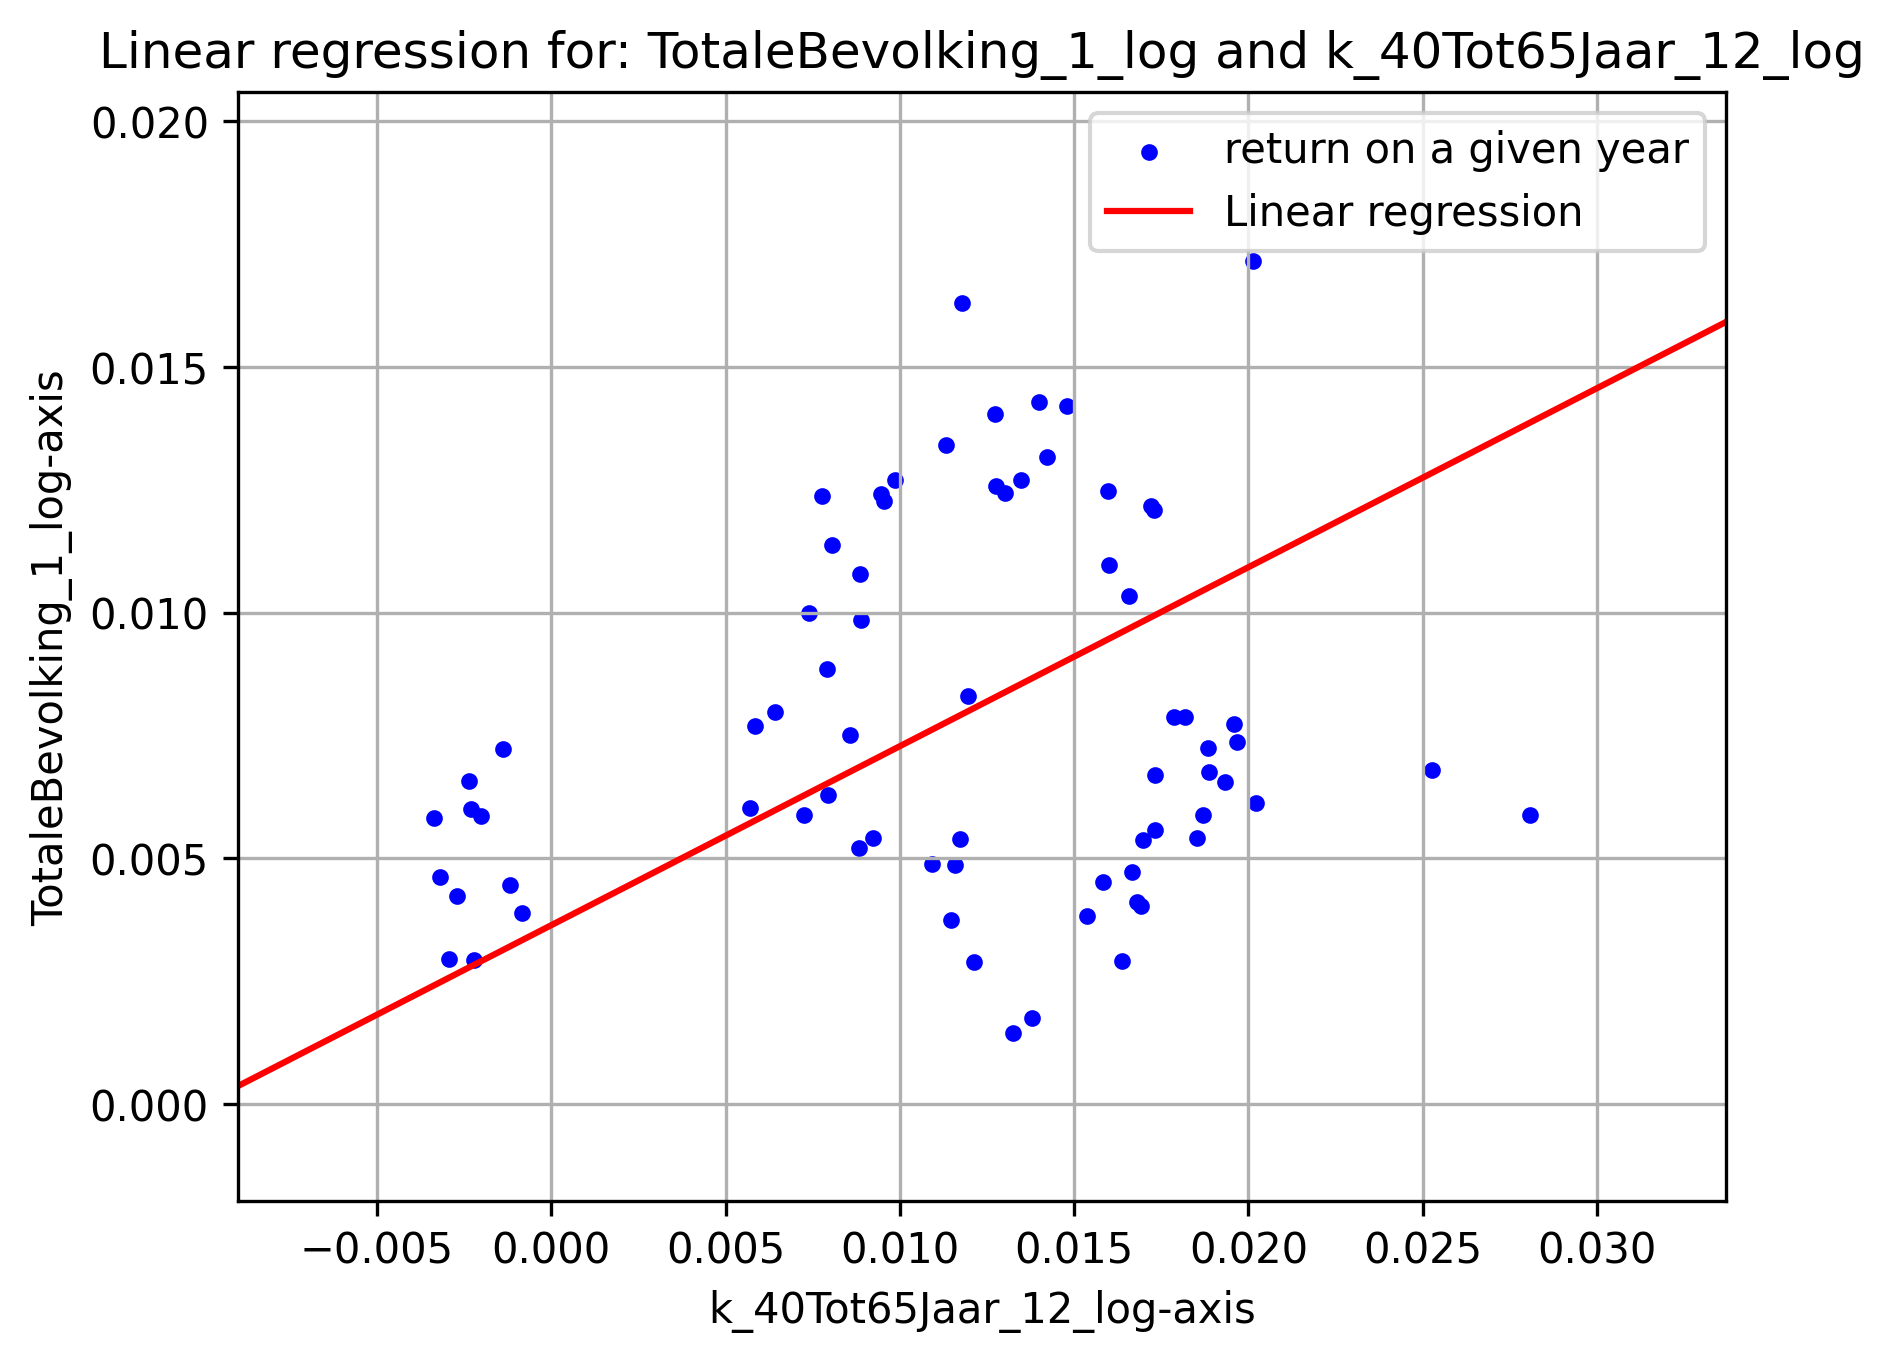 Linear regression for: TotaleBevolking_1_log and k_40Tot65Jaar_12_log
return on a given year
Linear regression
TotaleBevolking_1_log-axis
0.020
0.015
0.010
0.005
0.000
−0.005 0.000 0.005 0.010 0.015 0.020 0.025 0.030
k_40Tot65Jaar_12_log-axis